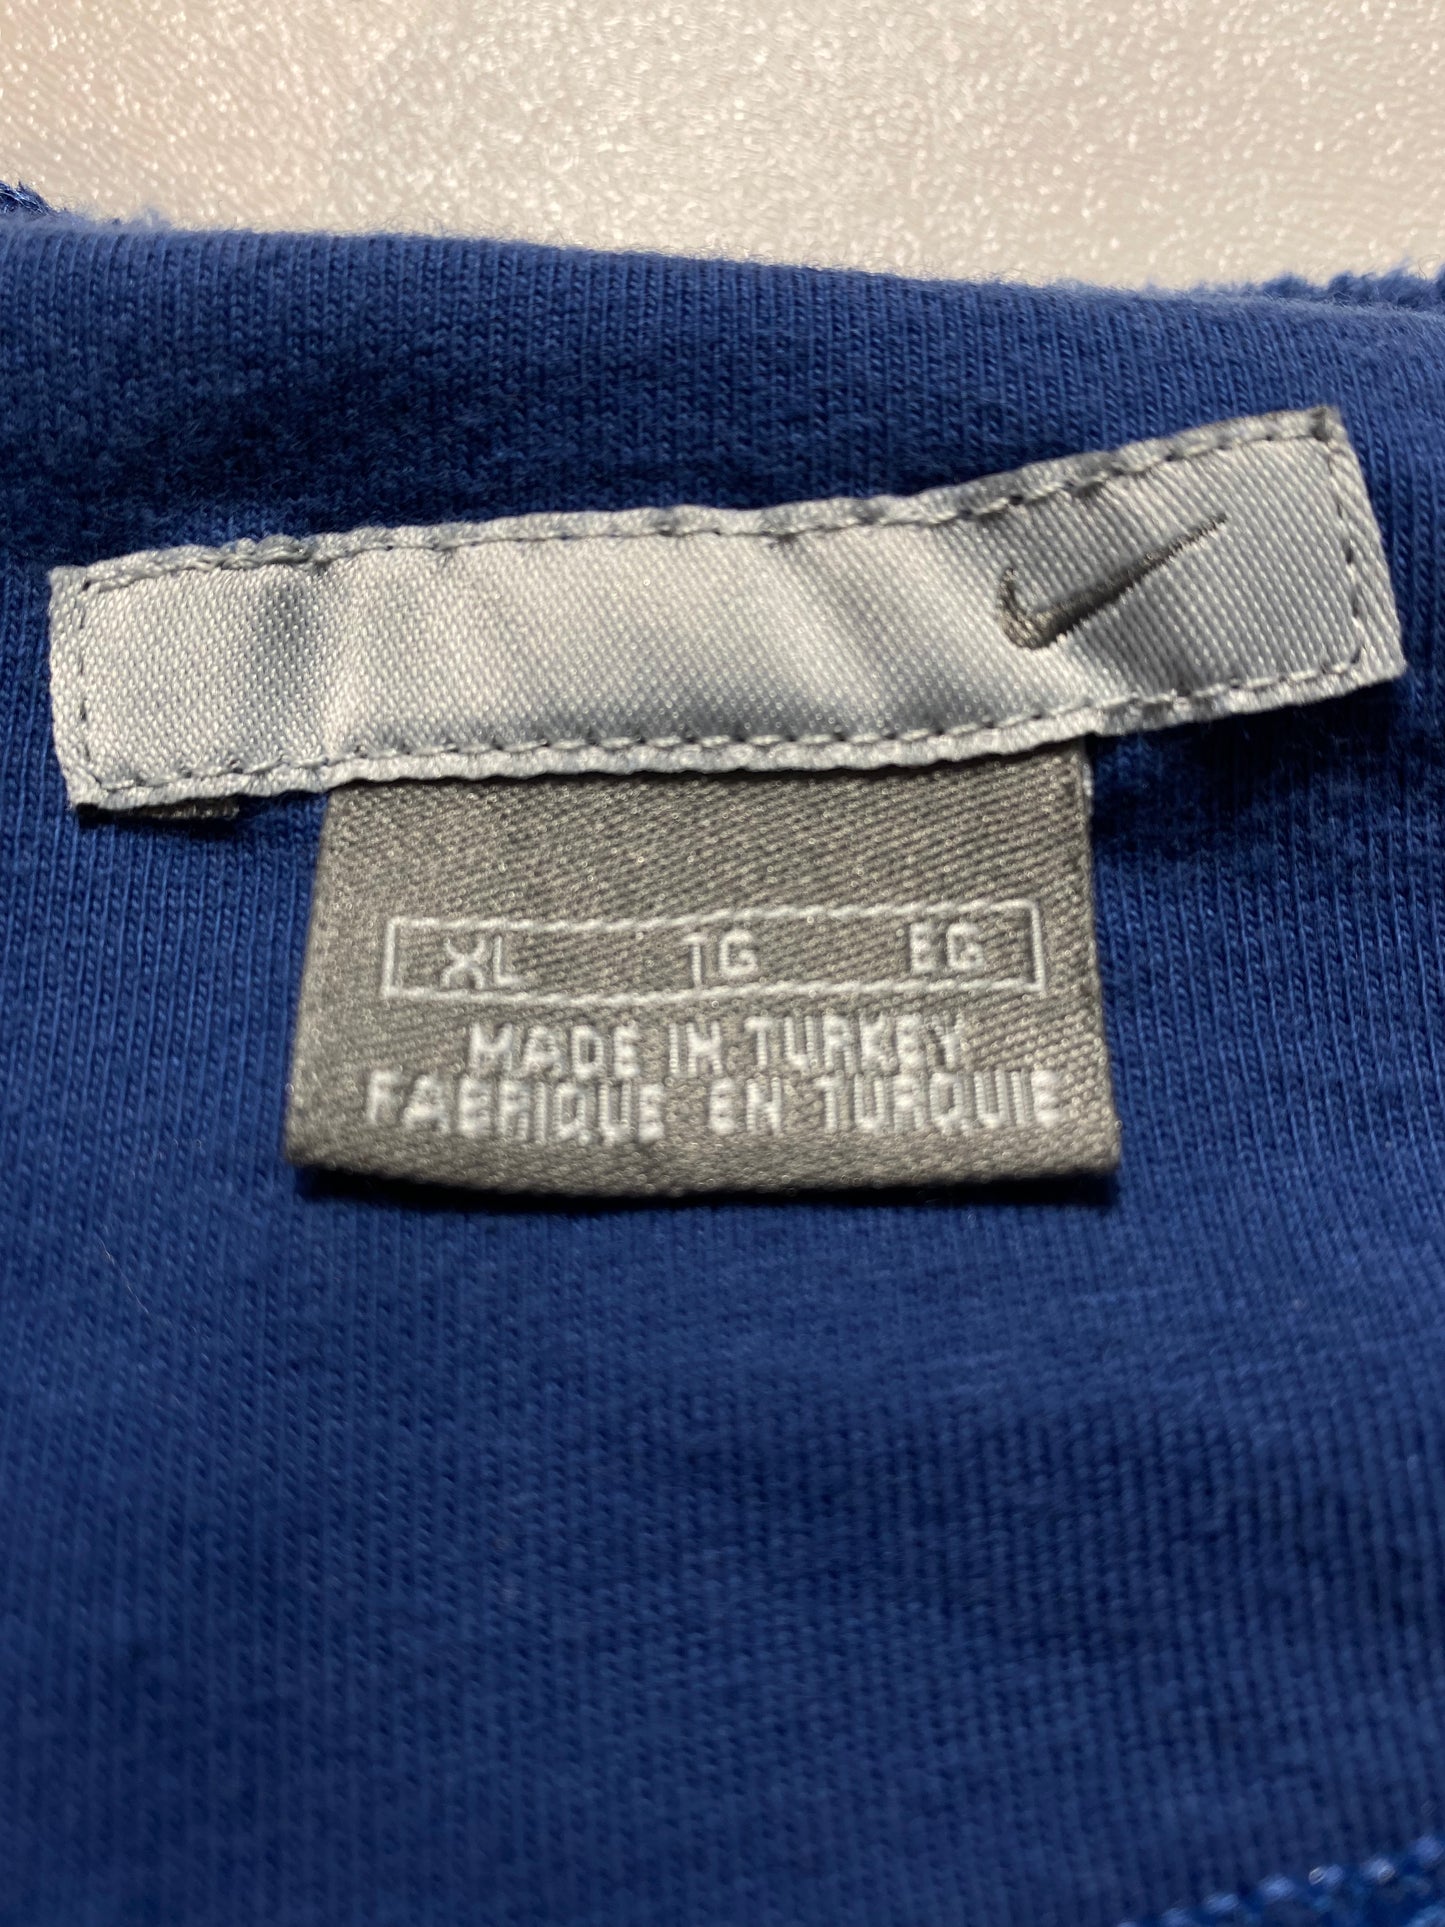 XL TG EG
MADE IN TURKEY
FABRIQUE EN TURQUIE